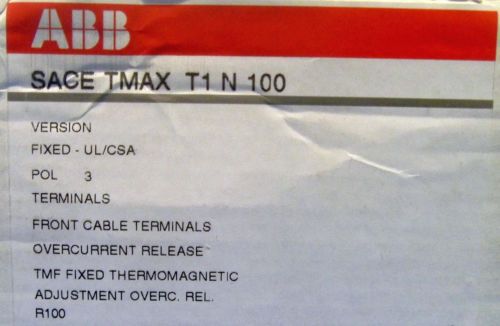 ABB
SACE TMAX T1 N 100
VERSION
FIXED - UL/CSA
POL 3
TERMINALS
FRONT CABLE TERMINALS
OVERCURRENT RELEASE
TMF FIXED THERMOMAGNETIC
ADJUSTMENT OVERC. REL.
R100